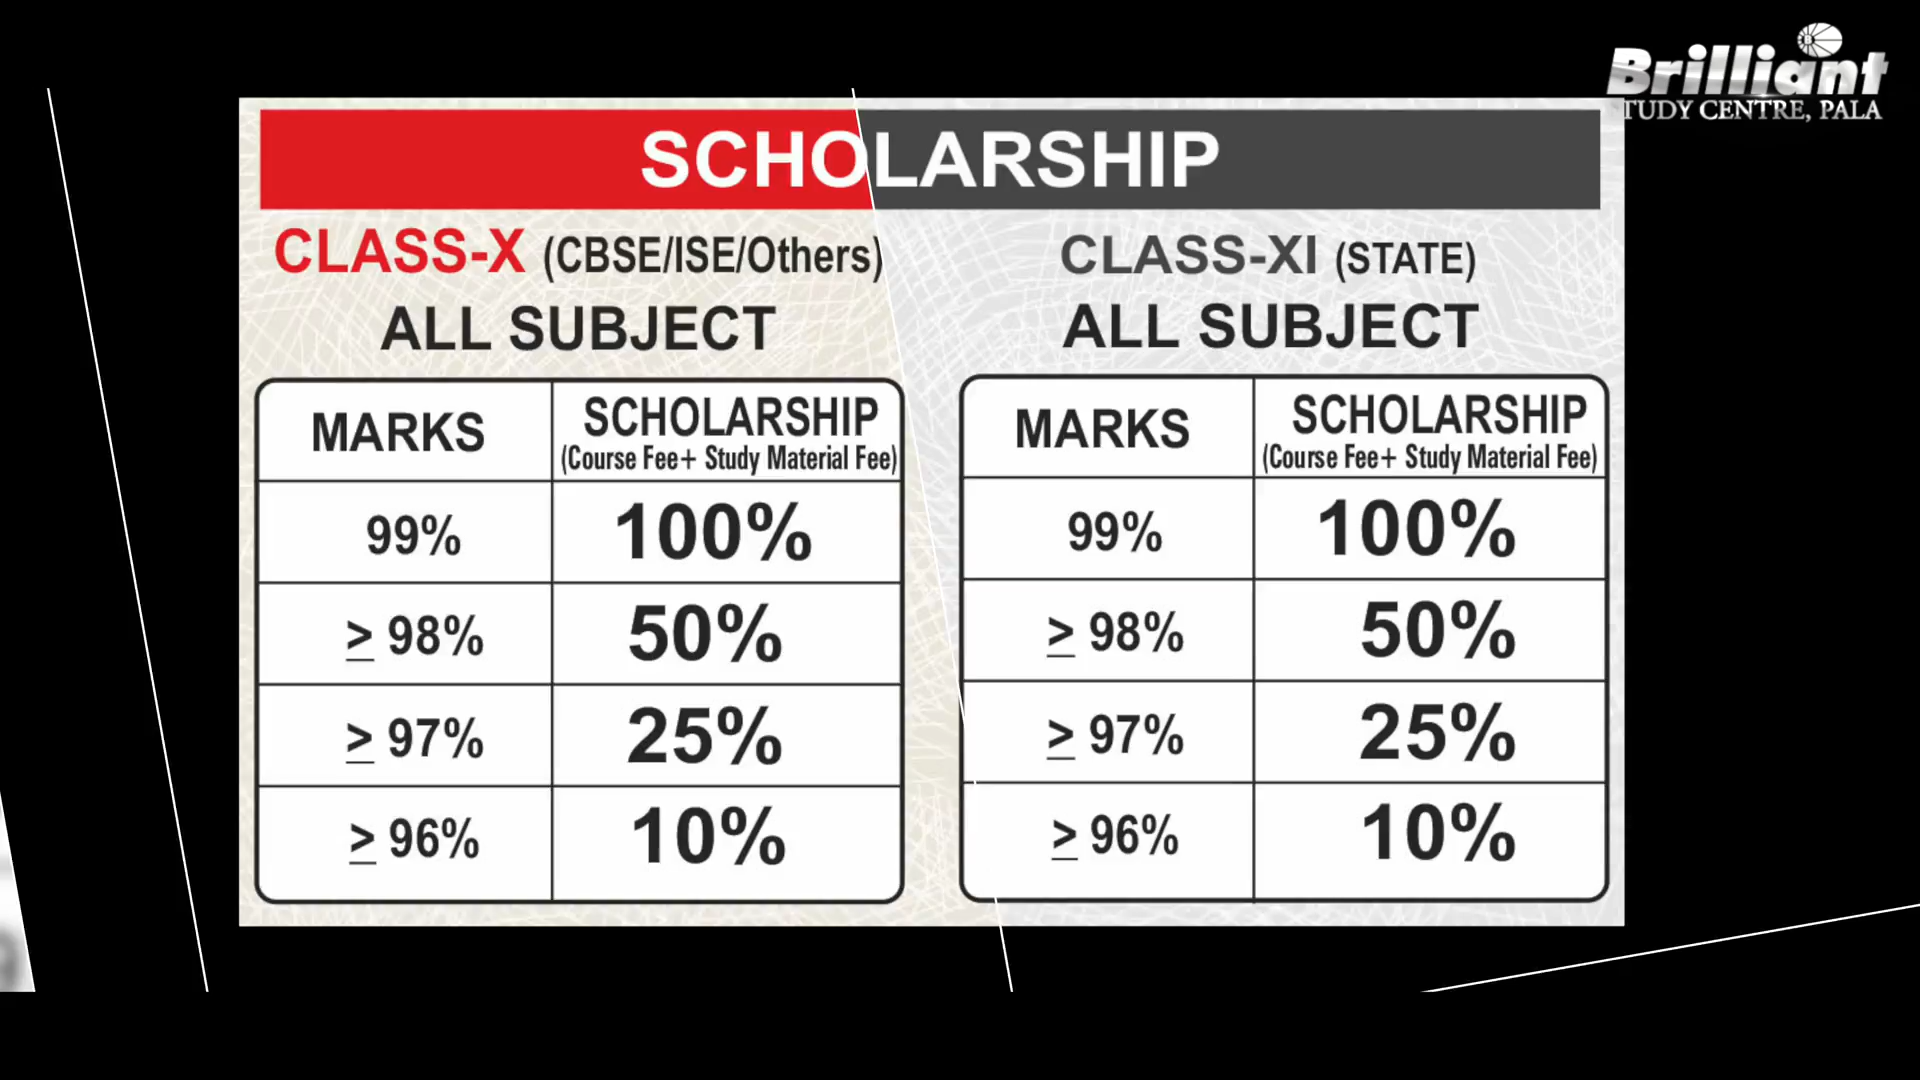 Brilliant
STUDY CENTRE, PALA
SCHOLARSHIP
CLASS-X (CBSE/ISE/Others)
ALL SUBJECT
MARKS SCHOLARSHIP
(Course Fee+ Study Material Fee)
99% 100%
≥ 98% 50%
≥ 97% 25%
≥ 96% 10%
CLASS-XI (STATE)
ALL SUBJECT
MARKS SCHOLARSHIP
(Course Fee+ Study Material Fee)
99% 100%
≥ 98% 50%
≥ 97% 25%
≥ 96% 10%